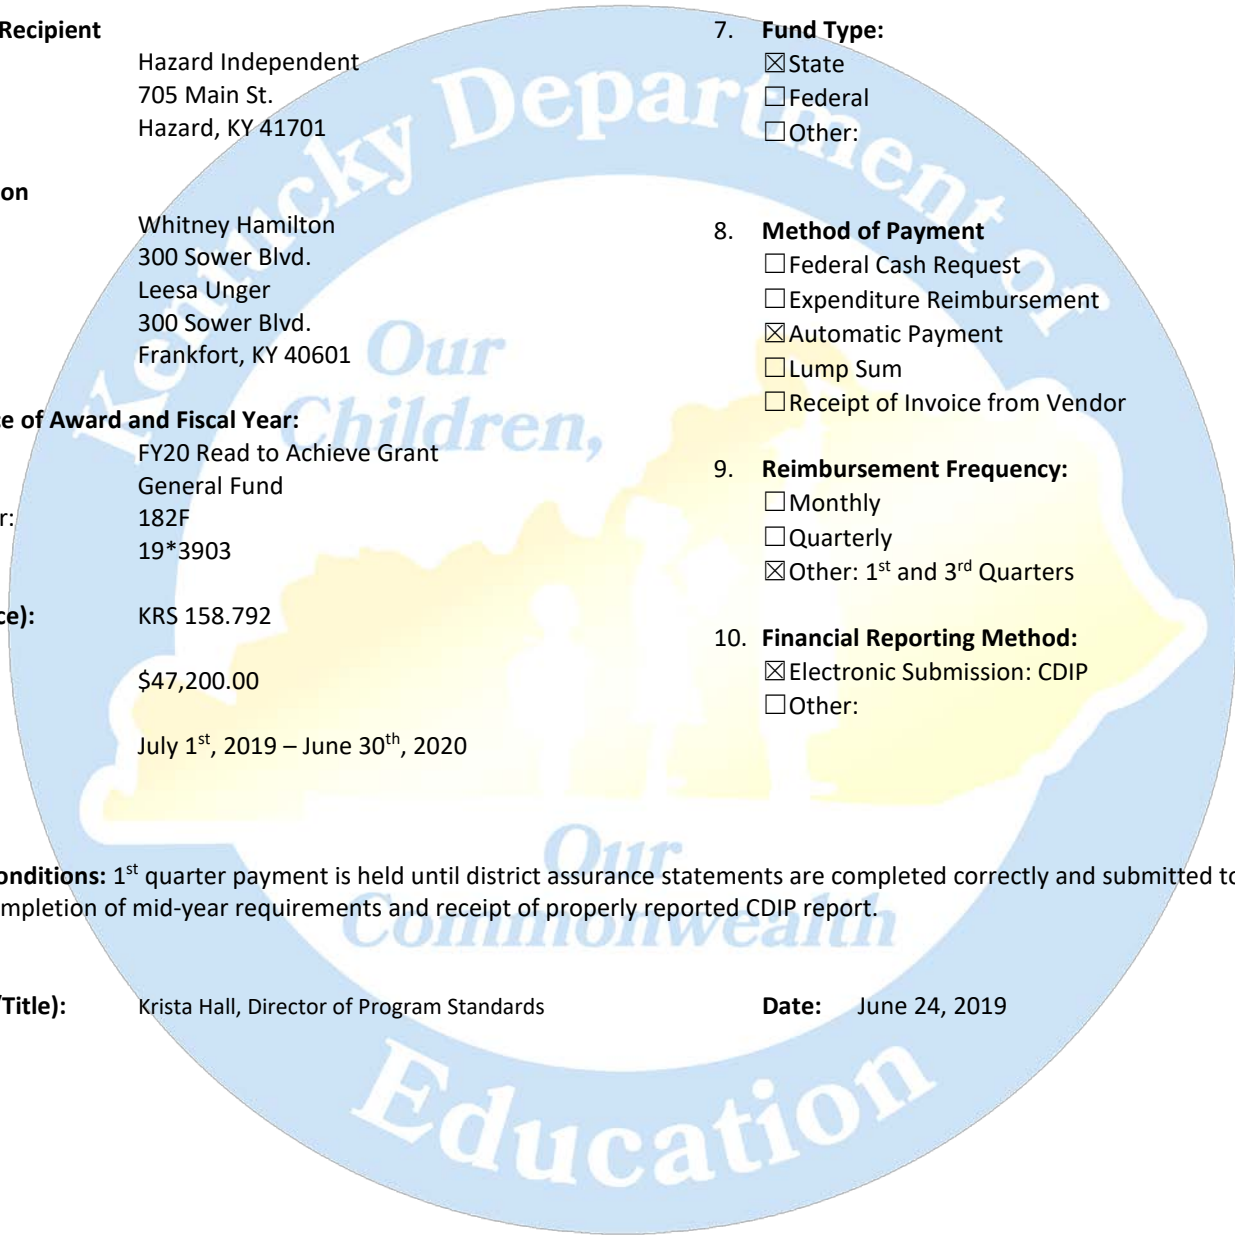 Recipient
Hazard Independent
705 Main St.
Hazard, KY 41701
on
Whitney Hamilton
300 Sower Blvd.
Leesa Unger
300 Sower Blvd.
Frankfort, KY 40601
e of Award and Fiscal Year:
FY20 Read to Achieve Grant
General Fund
r: 182F
19*3903
ce): KRS 158.792
$47,200.00
July 1st, 2019 – June 30th, 2020
7. Fund Type:
☒State
☐Federal
☐Other:
8. Method of Payment
☐Federal Cash Request
☐Expenditure Reimbursement
☒Automatic Payment
☐Lump Sum
☐Receipt of Invoice from Vendor
9. Reimbursement Frequency:
☐Monthly
☐Quarterly
☒Other: 1st and 3rd Quarters
10. Financial Reporting Method:
☒Electronic Submission: CDIP
☐Other:
onditions: 1st quarter payment is held until district assurance statements are completed correctly and submitted to
mpletion of mid-year requirements and receipt of properly reported CDIP report.
/Title): Krista Hall, Director of Program Standards Date: June 24, 2019
Kentucky Department of
Education
Our
Children,
Our
Commonwealth